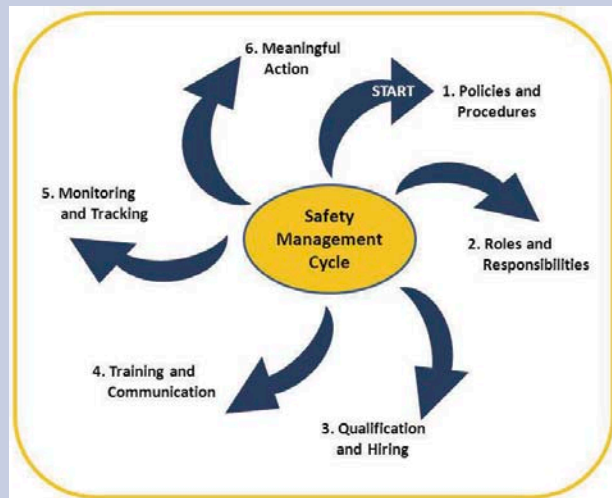 START
1. Policies and
Procedures
2. Roles and
Responsibilities
3. Qualification
and Hiring
4. Training and
Communication
5. Monitoring
and Tracking
6. Meaningful
Action
Safety
Management
Cycle